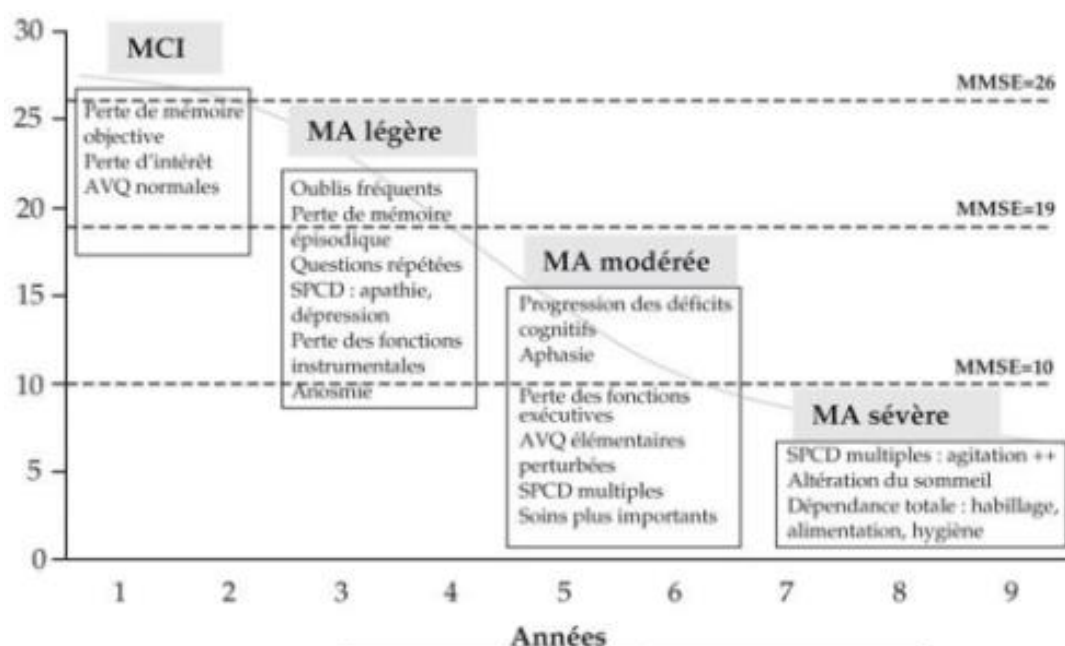 30
MCI
MMSE=26
25
Perte de mémoire
objective
Perte d'intérêt
AVQ normales
MA légère
Oublis fréquents
Perte de mémoire
épisodique
Questions répétées
SPCD : apathie,
dépression
Perte des fonctions
instrumentales
Anosmie
20
MMSE=19
MA modérée
Progression des déficits
cognitifs
Aphasie
Perte des fonctions
exécutives
AVQ élémentaires
perturbées
SPCD multiples
Soins plus importants
15
MMSE=10
10
MA sévère
SPCD multiples : agitation ++
Altération du sommeil
Dépendance totale : habillage,
alimentation, hygiène
5
0
1 2 3 4 5 6 7 8 9
Années